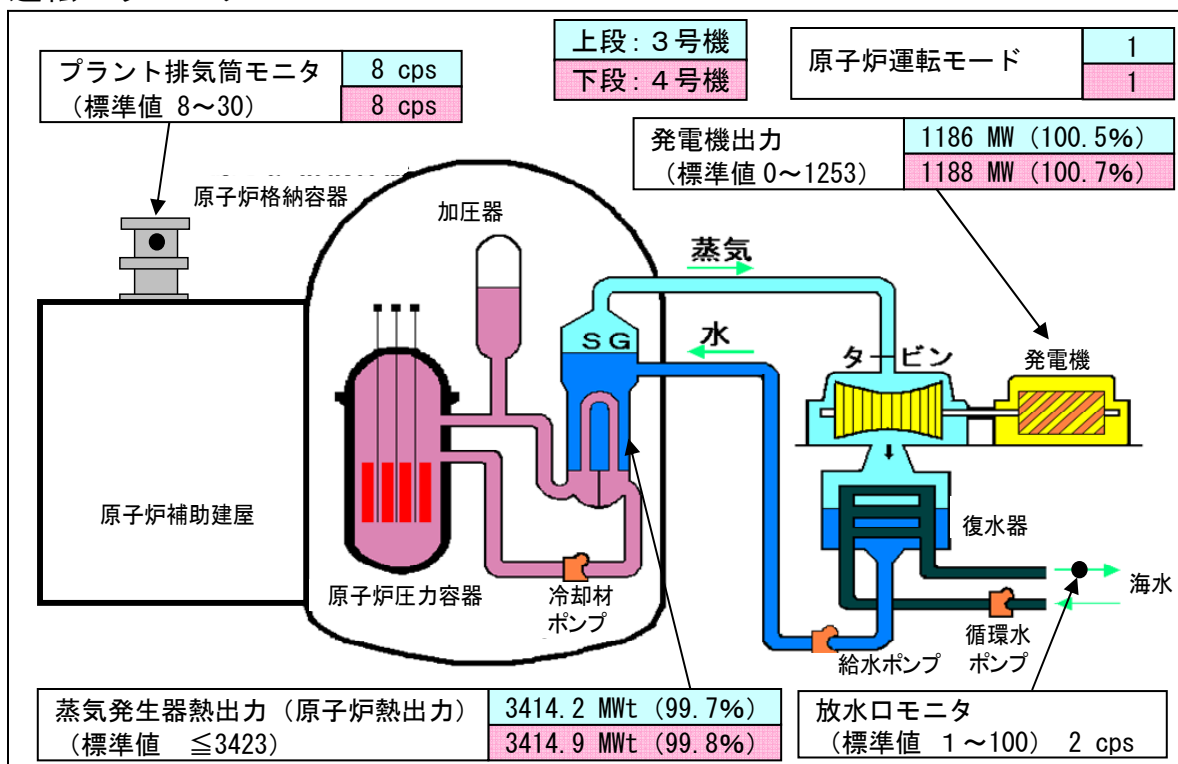 プラント排気筒モニタ
(標準値 8～30)
8 cps
8 cps
上段：３号機
下段：４号機
原子炉運転モード
1
1
発電機出力
(標準値 0～1253)
1186 MW (100.5%)
1188 MW (100.7%)
原子炉格納容器
加圧器
蒸気
水
SG
タービン
発電機
原子炉補助建屋
復水器
海水
原子炉圧力容器
冷却材
ポンプ
循環水
ポンプ
給水ポンプ
蒸気発生器熱出力（原子炉熱出力）
(標準値　≦3423)
3414.2 MWt (99.7%)
3414.9 MWt (99.8%)
放水口モニタ
(標準値　１～100)　2 cps